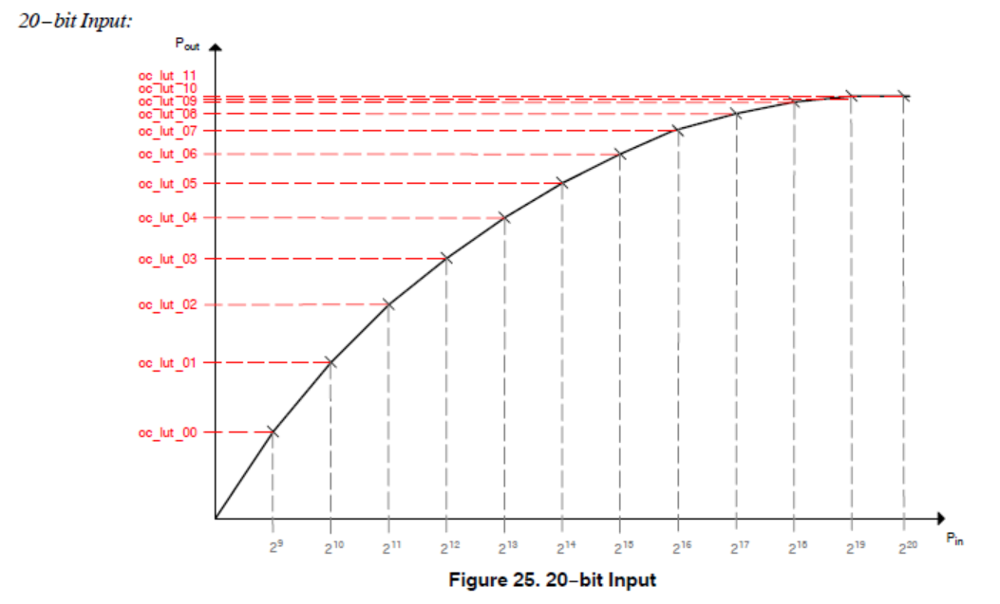 20–bit Input:
Pout
oc_lut_11
oc_lut_10
oc_lut_09
oc_lut_08
oc_lut_07
oc_lut_06
oc_lut_05
oc_lut_04
oc_lut_03
oc_lut_02
oc_lut_01
oc_lut_00
2⁹ 2¹⁰ 2¹¹ 2¹² 2¹³ 2¹⁴ 2¹⁵ 2¹⁶ 2¹⁷ 2¹⁸ 2¹⁹ 2²⁰
Pin
Figure 25. 20–bit Input